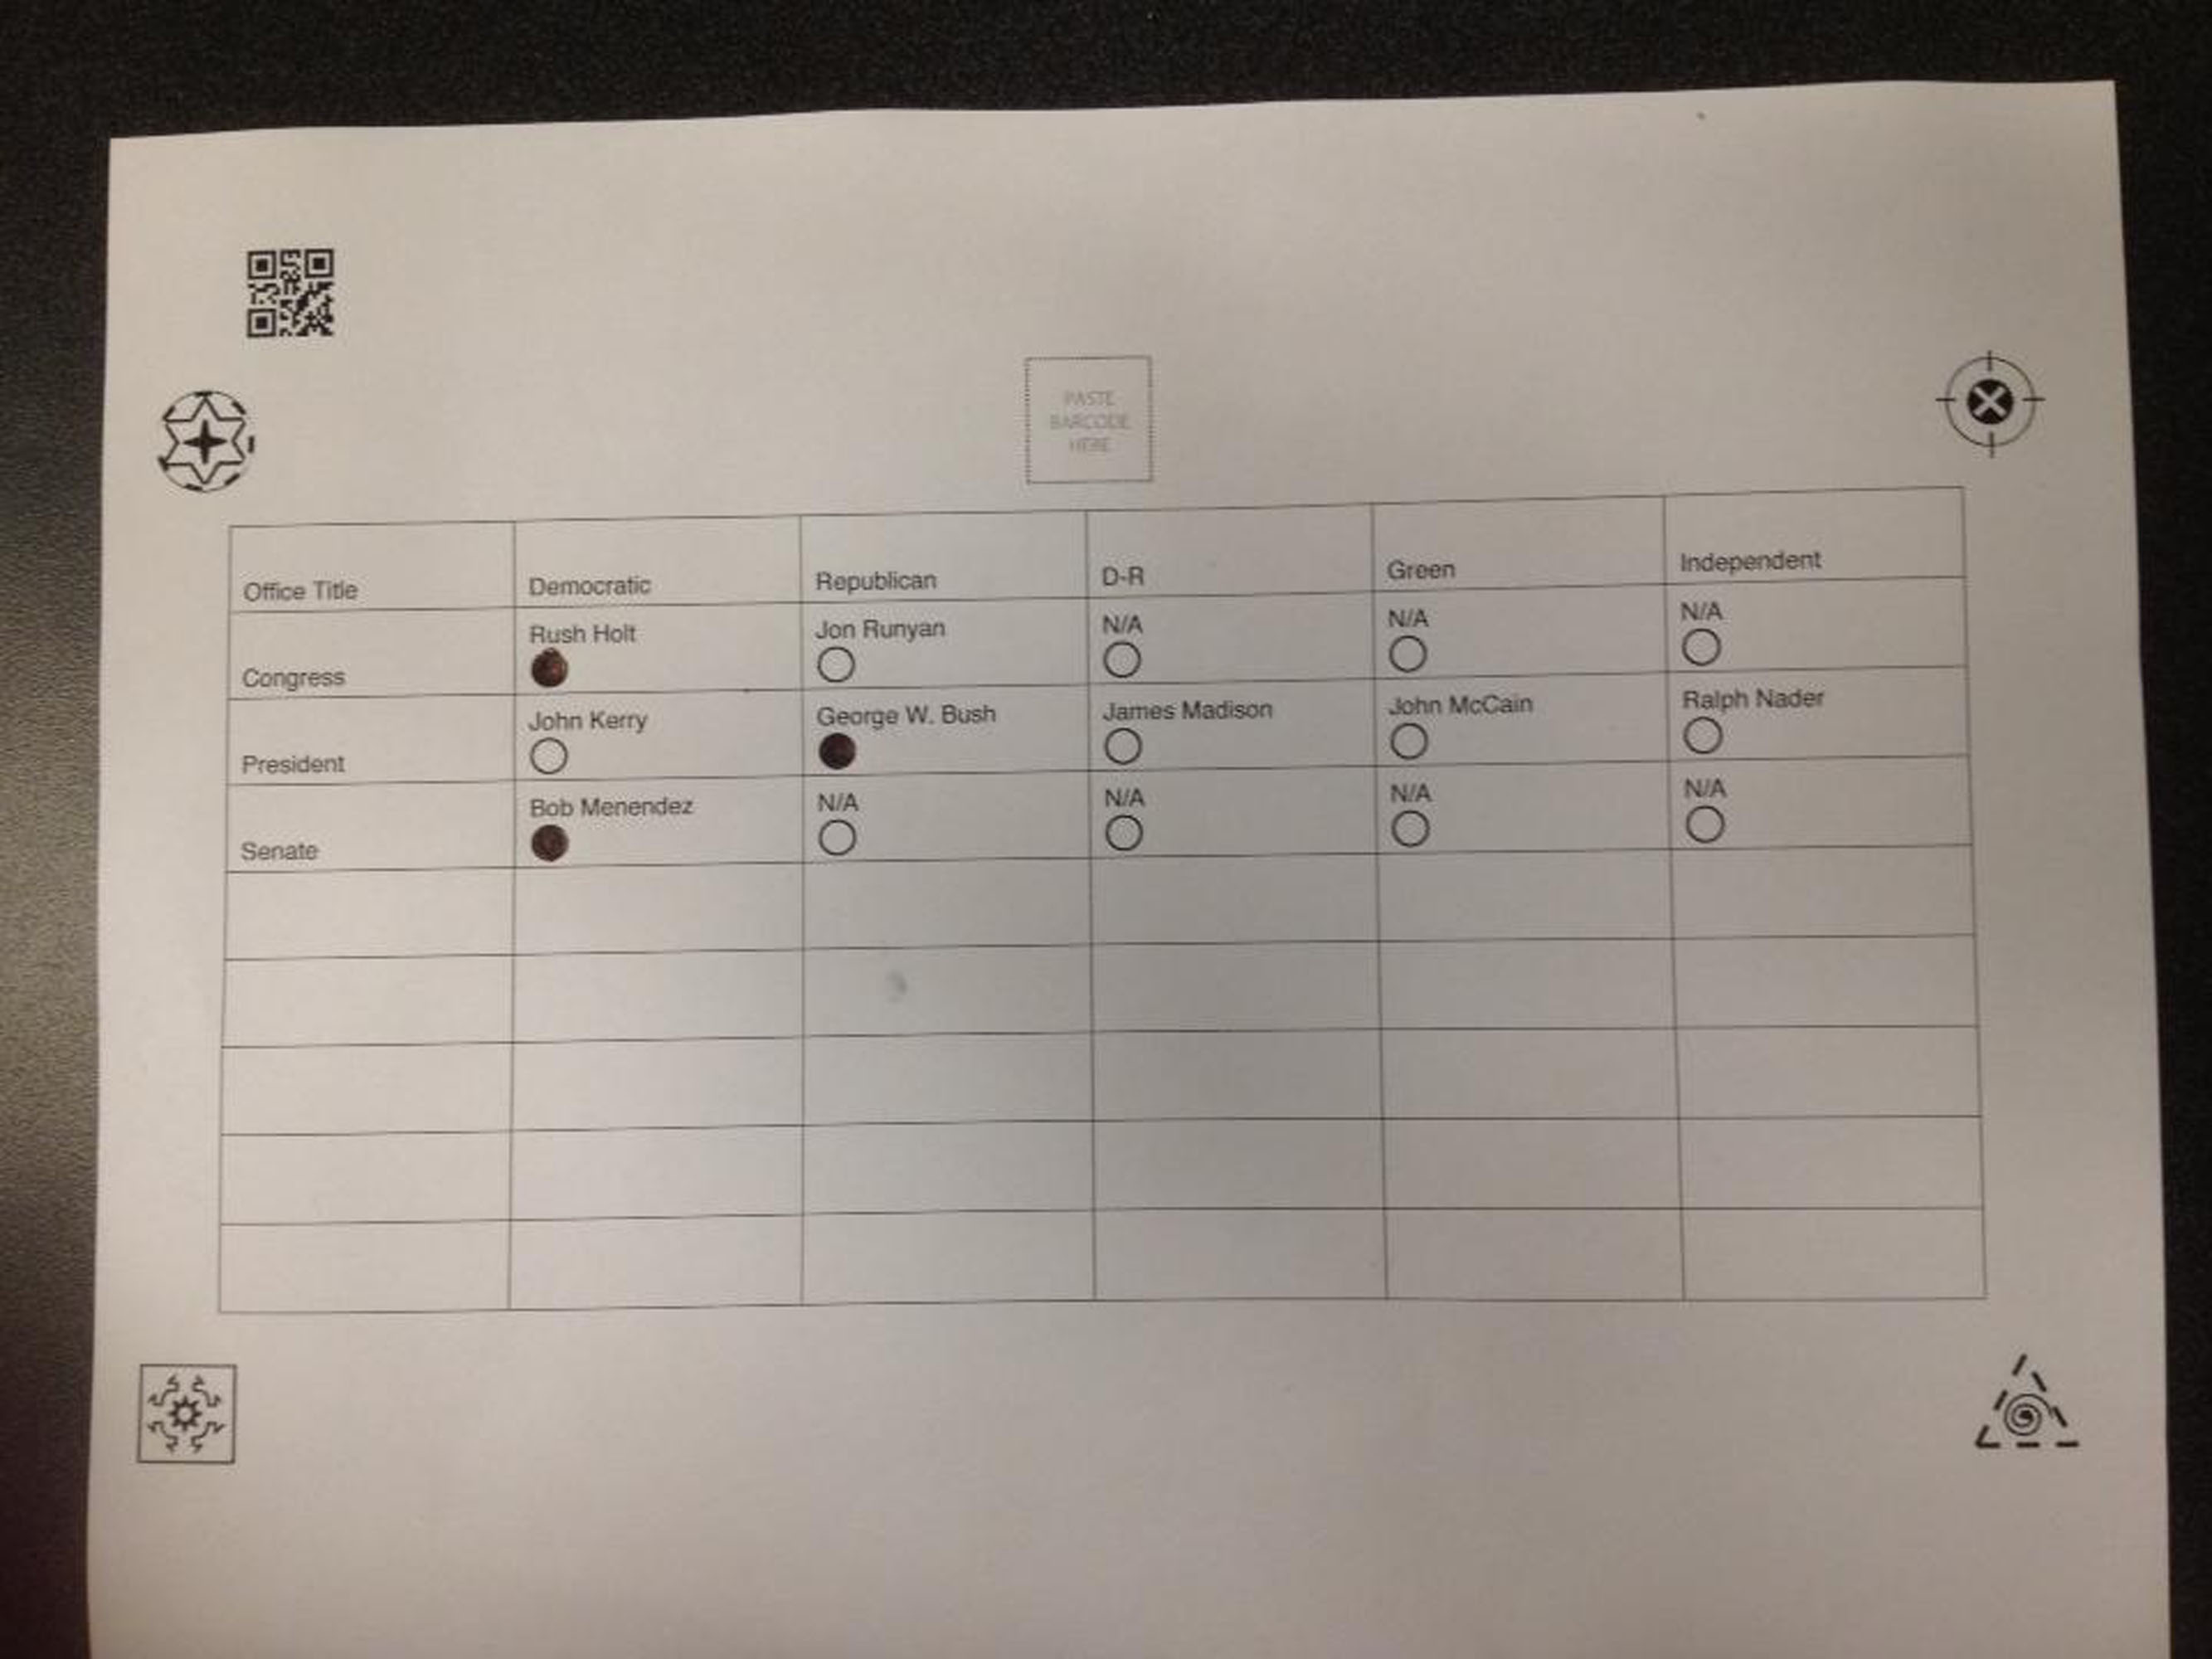 PASTE
BARCODE
HERE
Office Title Democratic Republican D-R Green Independent
Congress Rush Holt Jon Runyan N/A N/A N/A
President John Kerry George W. Bush James Madison John McCain Ralph Nader
Senate Bob Menendez N/A N/A N/A N/A